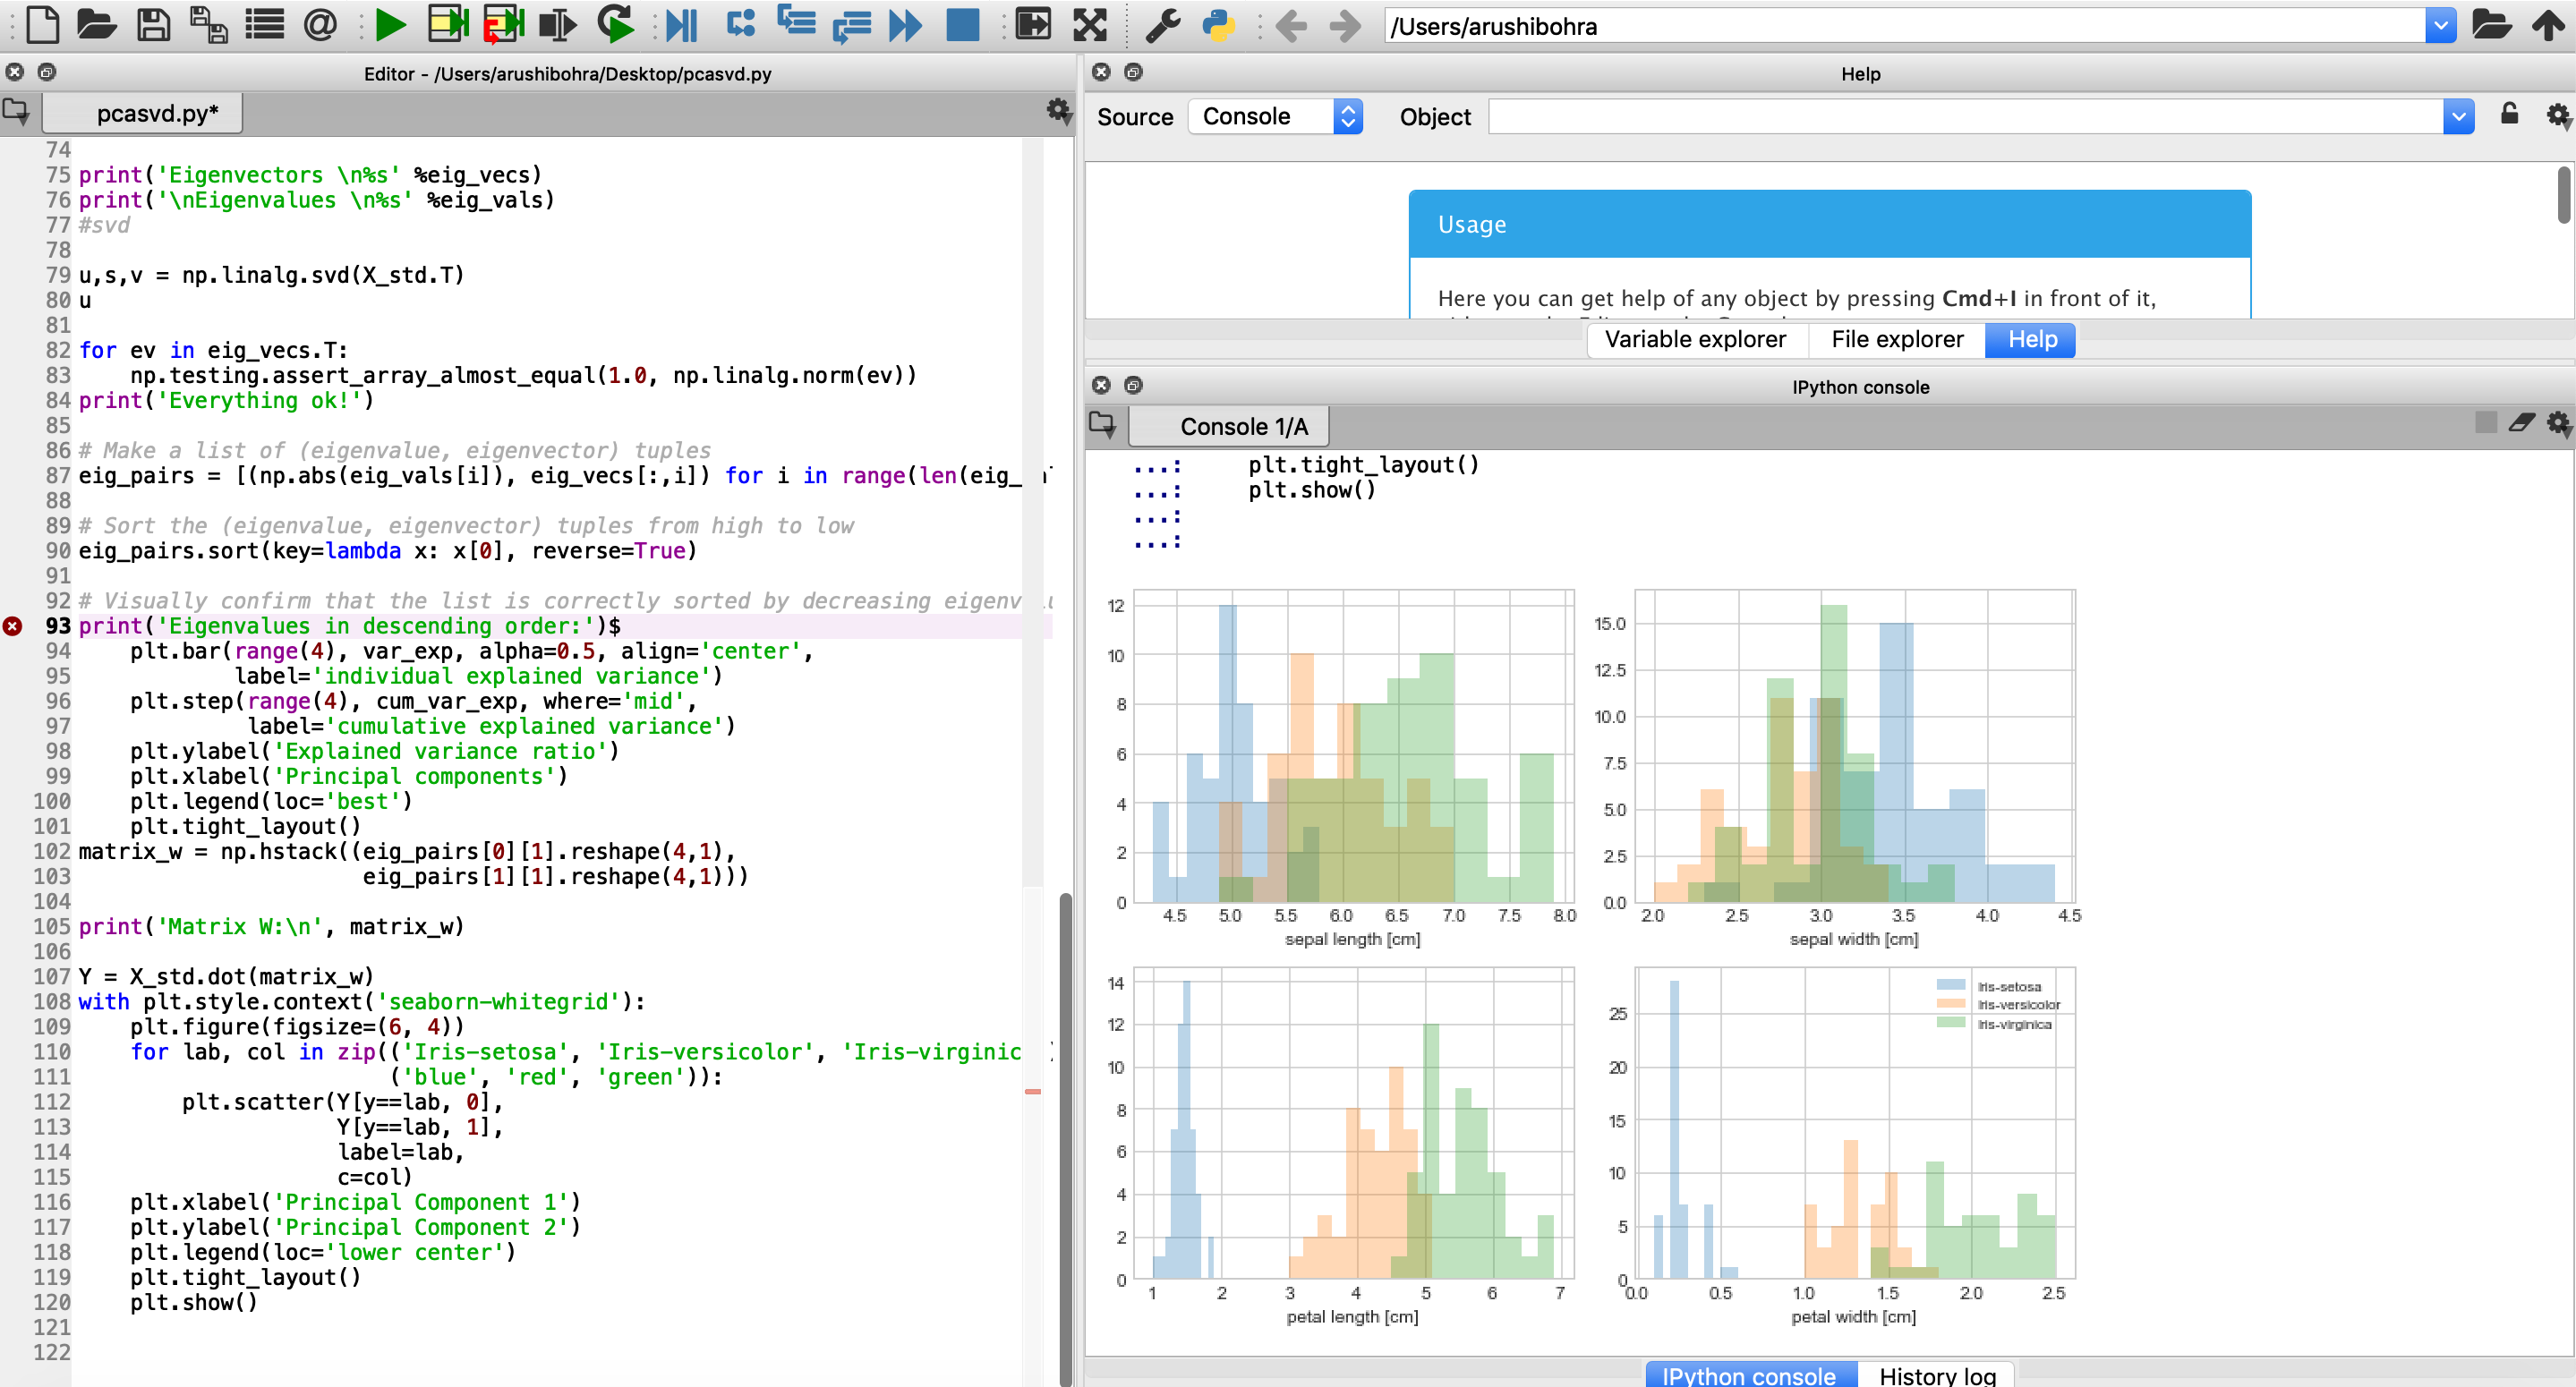 /Users/arushibohra
Editor - /Users/arushibohra/Desktop/pcasvd.py
pcasvd.py*
74
75 print('Eigenvectors \n%s' %eig_vecs)
76 print('\nEigenvalues \n%s' %eig_vals)
77 #svd
78
79 u,s,v = np.linalg.svd(X_std.T)
80 u
81
82 for ev in eig_vecs.T:
83     np.testing.assert_array_almost_equal(1.0, np.linalg.norm(ev))
84 print('Everything ok!')
85
86 # Make a list of (eigenvalue, eigenvector) tuples
87 eig_pairs = [(np.abs(eig_vals[i]), eig_vecs[:,i]) for i in range(len(eig_
88
89 # Sort the (eigenvalue, eigenvector) tuples from high to low
90 eig_pairs.sort(key=lambda x: x[0], reverse=True)
91
92 # Visually confirm that the list is correctly sorted by decreasing eigenv
93 print('Eigenvalues in descending order:')$
94     plt.bar(range(4), var_exp, alpha=0.5, align='center',
95             label='individual explained variance')
96     plt.step(range(4), cum_var_exp, where='mid',
97              label='cumulative explained variance')
98     plt.ylabel('Explained variance ratio')
99     plt.xlabel('Principal components')
100     plt.legend(loc='best')
101     plt.tight_layout()
102 matrix_w = np.hstack((eig_pairs[0][1].reshape(4,1),
103                       eig_pairs[1][1].reshape(4,1)))
104
105 print('Matrix W:\n', matrix_w)
106
107 Y = X_std.dot(matrix_w)
108 with plt.style.context('seaborn-whitegrid'):
109     plt.figure(figsize=(6, 4))
110     for lab, col in zip(('Iris-setosa', 'Iris-versicolor', 'Iris-virginic
111                         ('blue', 'red', 'green')):
112         plt.scatter(Y[y==lab, 0],
113                     Y[y==lab, 1],
114                     label=lab,
115                     c=col)
116     plt.xlabel('Principal Component 1')
117     plt.ylabel('Principal Component 2')
118     plt.legend(loc='lower center')
119     plt.tight_layout()
120     plt.show()
121
122
Help
Source Console Object
Usage
Here you can get help of any object by pressing Cmd+I in front of it,
Variable explorer File explorer Help
IPython console
Console 1/A
...:     plt.tight_layout()
...:     plt.show()
...:
...:
12
10
8
6
4
2
0
4.5 5.0 5.5 6.0 6.5 7.0 7.5 8.0
sepal length [cm]
15.0
12.5
10.0
7.5
5.0
2.5
0.0
2.0 2.5 3.0 3.5 4.0 4.5
sepal width [cm]
14
12
10
8
6
4
2
0
1 2 3 4 5 6 7
petal length [cm]
Iris-setosa
Iris-versicolor
Iris-virginica
25
20
15
10
5
0
0.0 0.5 1.0 1.5 2.0 2.5
petal width [cm]
IPython console History log